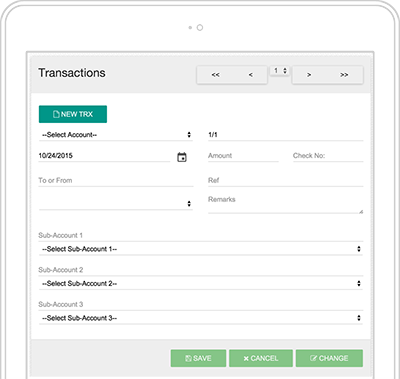 Transactions
<< < 1 > >>
NEW TRX
--Select Account-- 1/1
10/24/2015 Amount Check No:
To or From Ref
Remarks
Sub-Account 1
--Select Sub-Account 1--
Sub-Account 2
--Select Sub-Account 2--
Sub-Account 3
--Select Sub-Account 3--
SAVE CANCEL CHANGE